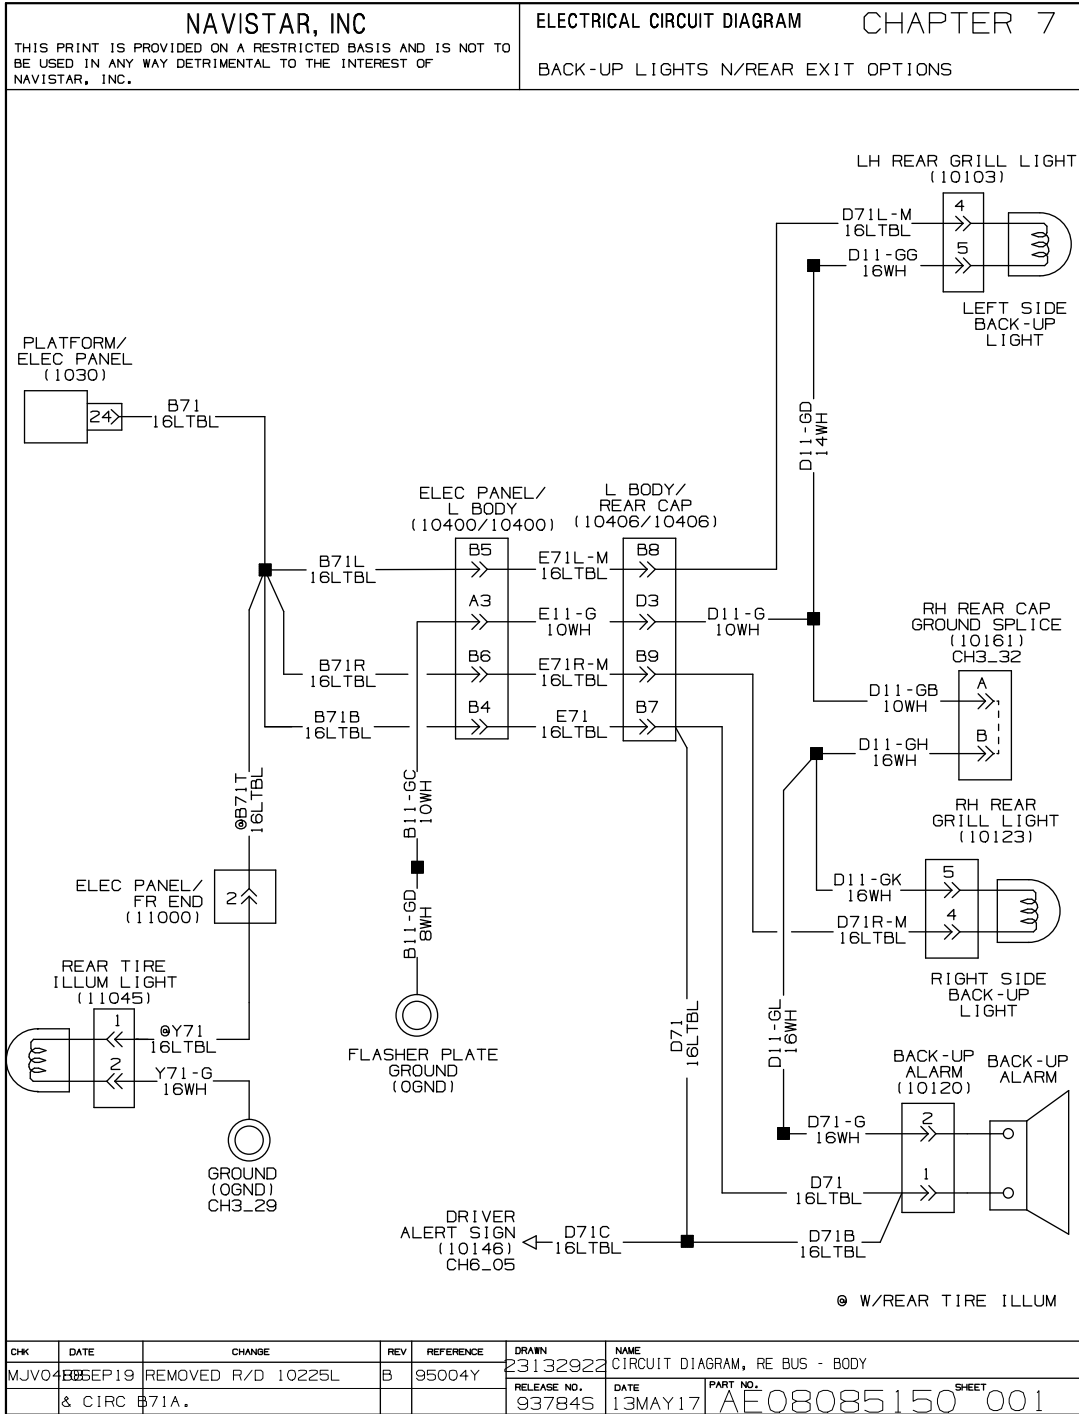 NAVISTAR, INC
THIS PRINT IS PROVIDED ON A RESTRICTED BASIS AND IS NOT TO
BE USED IN ANY WAY DETRIMENTAL TO THE INTEREST OF
NAVISTAR, INC.
ELECTRICAL CIRCUIT DIAGRAM
CHAPTER 7
BACK-UP LIGHTS N/REAR EXIT OPTIONS
LH REAR GRILL LIGHT
(10103)
D71L-M
16LTBL
4
D11-GG
16WH
5
LEFT SIDE
BACK-UP
LIGHT
PLATFORM/
ELEC PANEL
(1030)
24
B71
16LTBL
D11-GD
14WH
ELEC PANEL/
L BODY
(10400/10400)
L BODY/
REAR CAP
(10406/10406)
B71L
16LTBL
B5
E71L-M
16LTBL
B8
A3
E11-G
10WH
D3
D11-G
10WH
B71R
16LTBL
B6
E71R-M
16LTBL
B9
B71B
16LTBL
B4
E71
16LTBL
B7
RH REAR CAP
GROUND SPLICE
(10161)
CH3_32
D11-GB
10WH
A
D11-GH
16WH
B
@B71T
16LTBL
B11-GC
10WH
RH REAR
GRILL LIGHT
(10123)
ELEC PANEL/
FR END
(11000)
2
B11-GD
8WH
D11-GK
16WH
5
D71R-M
16LTBL
4
RIGHT SIDE
BACK-UP
LIGHT
REAR TIRE
ILLUM LIGHT
(11045)
1
@Y71
16LTBL
2
Y71-G
16WH
FLASHER PLATE
GROUND
(0GND)
D71
16LTBL
D11-GL
16WH
BACK-UP
ALARM
(10120)
BACK-UP
ALARM
GROUND
(0GND)
CH3_29
D71-G
16WH
2
D71
16LTBL
1
DRIVER
ALERT SIGN
(10146)
CH6_05
D71C
16LTBL
D71B
16LTBL
@ W/REAR TIRE ILLUM
CHK DATE CHANGE REV REFERENCE DRAWN NAME
SEP19 REMOVED R/D 10225L B 95004Y 23132922 CIRCUIT DIAGRAM, RE BUS - BODY
& CIRC B71A.
RELEASE NO. DATE PART NO. SHEET
93784S 13MAY17 AE08085150 001